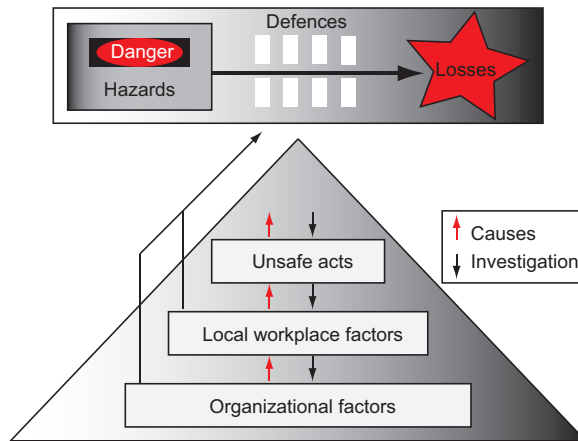 Defences
Danger
Hazards
Losses
Causes
Investigation
Unsafe acts
Local workplace factors
Organizational factors